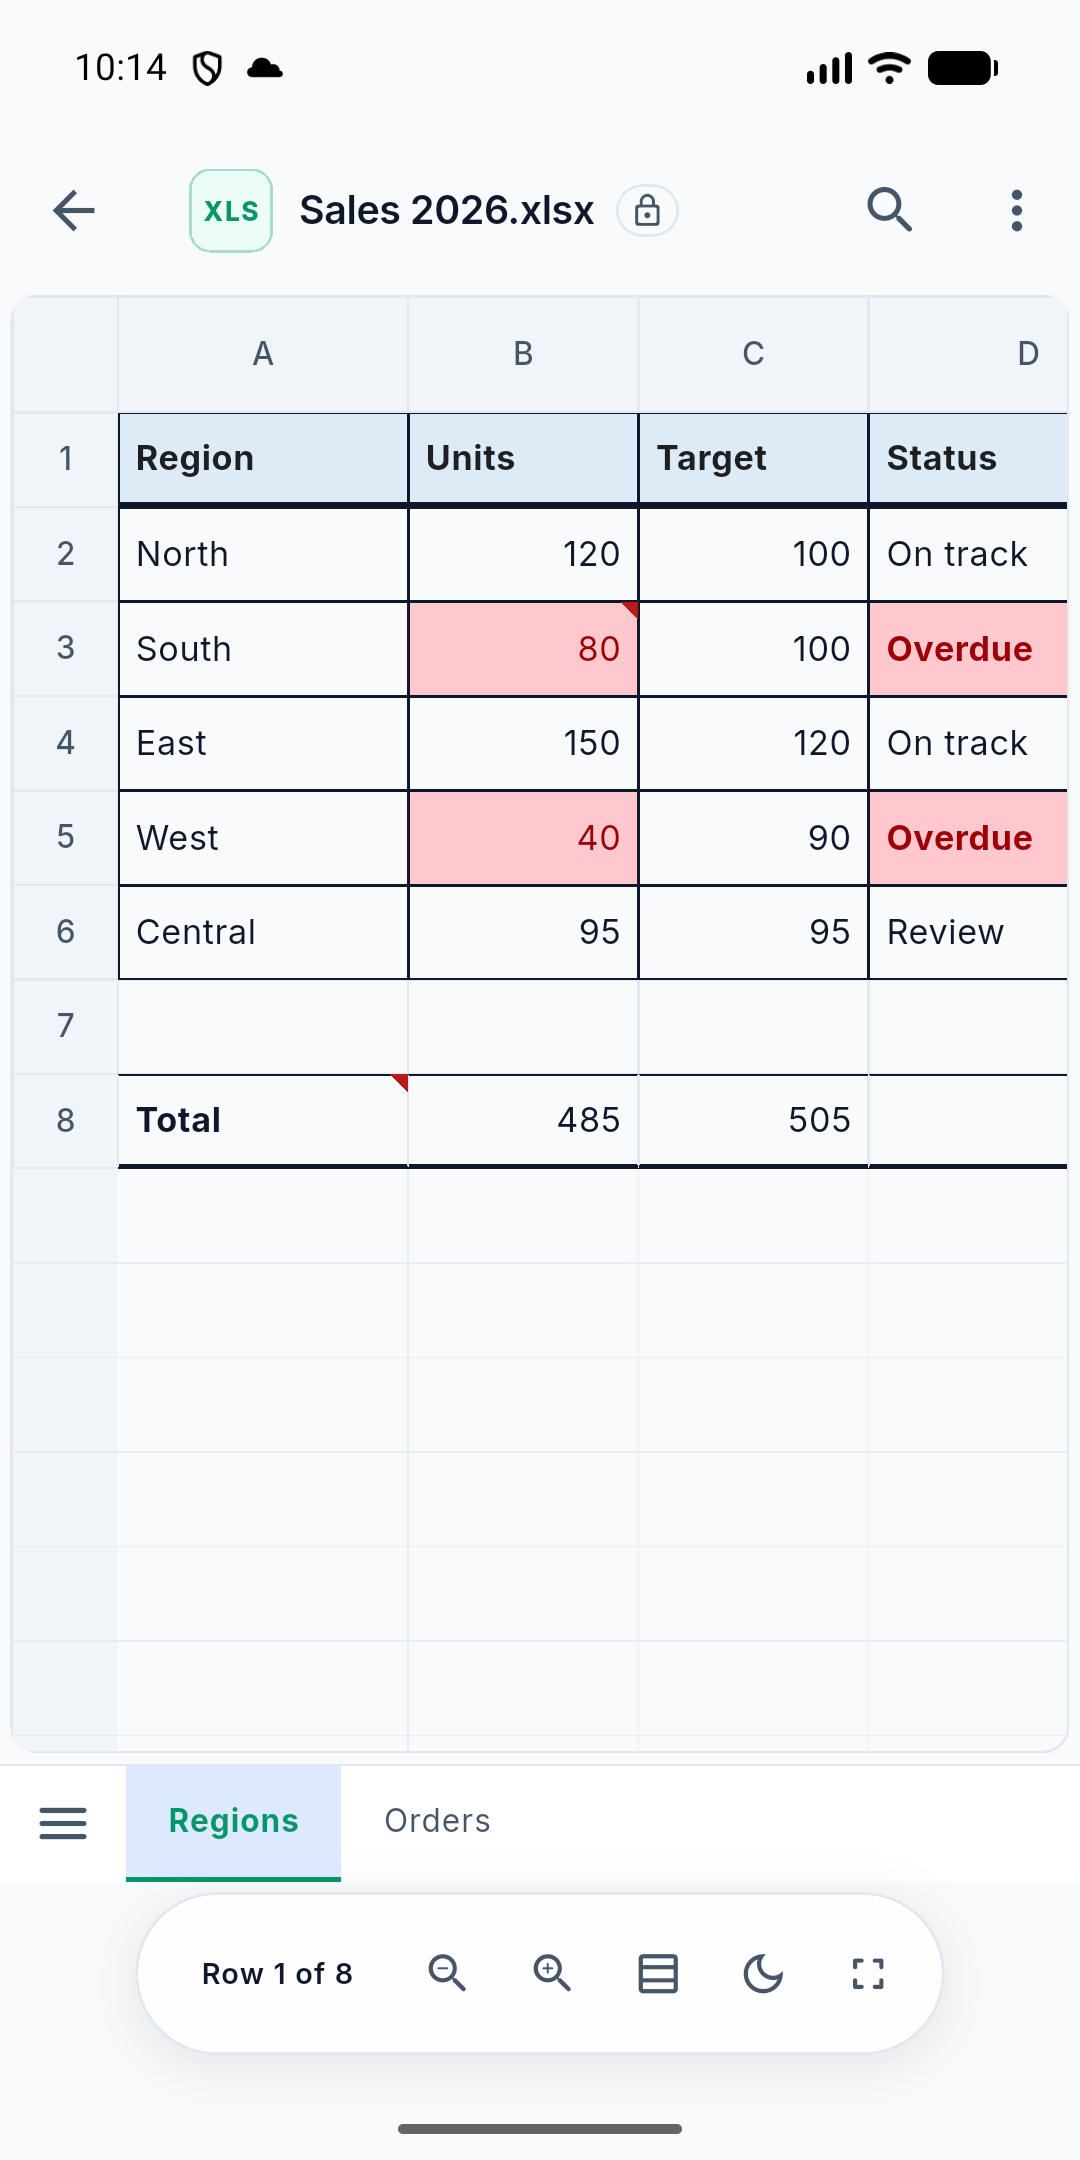 10:14
XLS Sales 2026.xlsx
A B C D
1 Region Units Target Status
2 North 120 100 On track
3 South 80 100 Overdue
4 East 150 120 On track
5 West 40 90 Overdue
6 Central 95 95 Review
7
8 Total 485 505
Regions Orders
Row 1 of 8